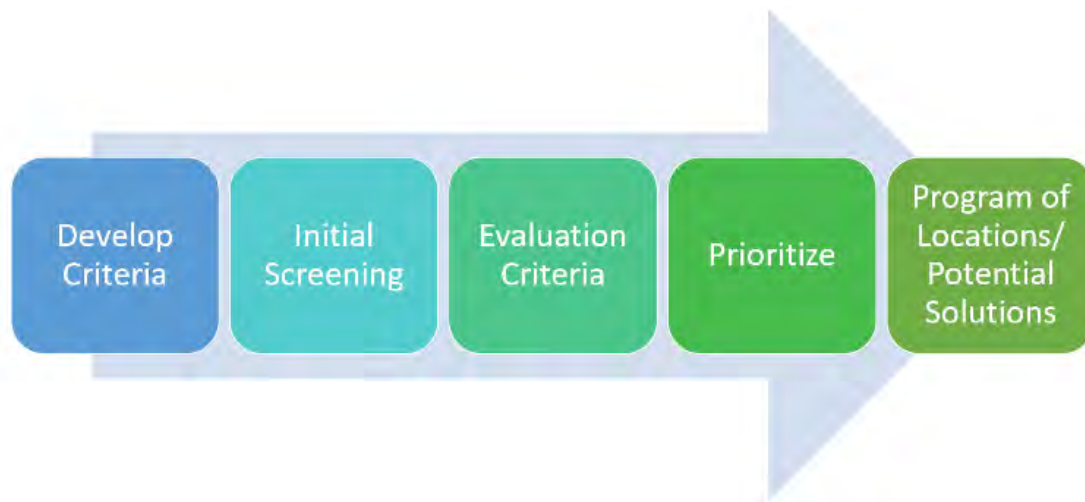 Develop
Criteria
Initial
Screening
Evaluation
Criteria
Prioritize
Program of
Locations/
Potential
Solutions